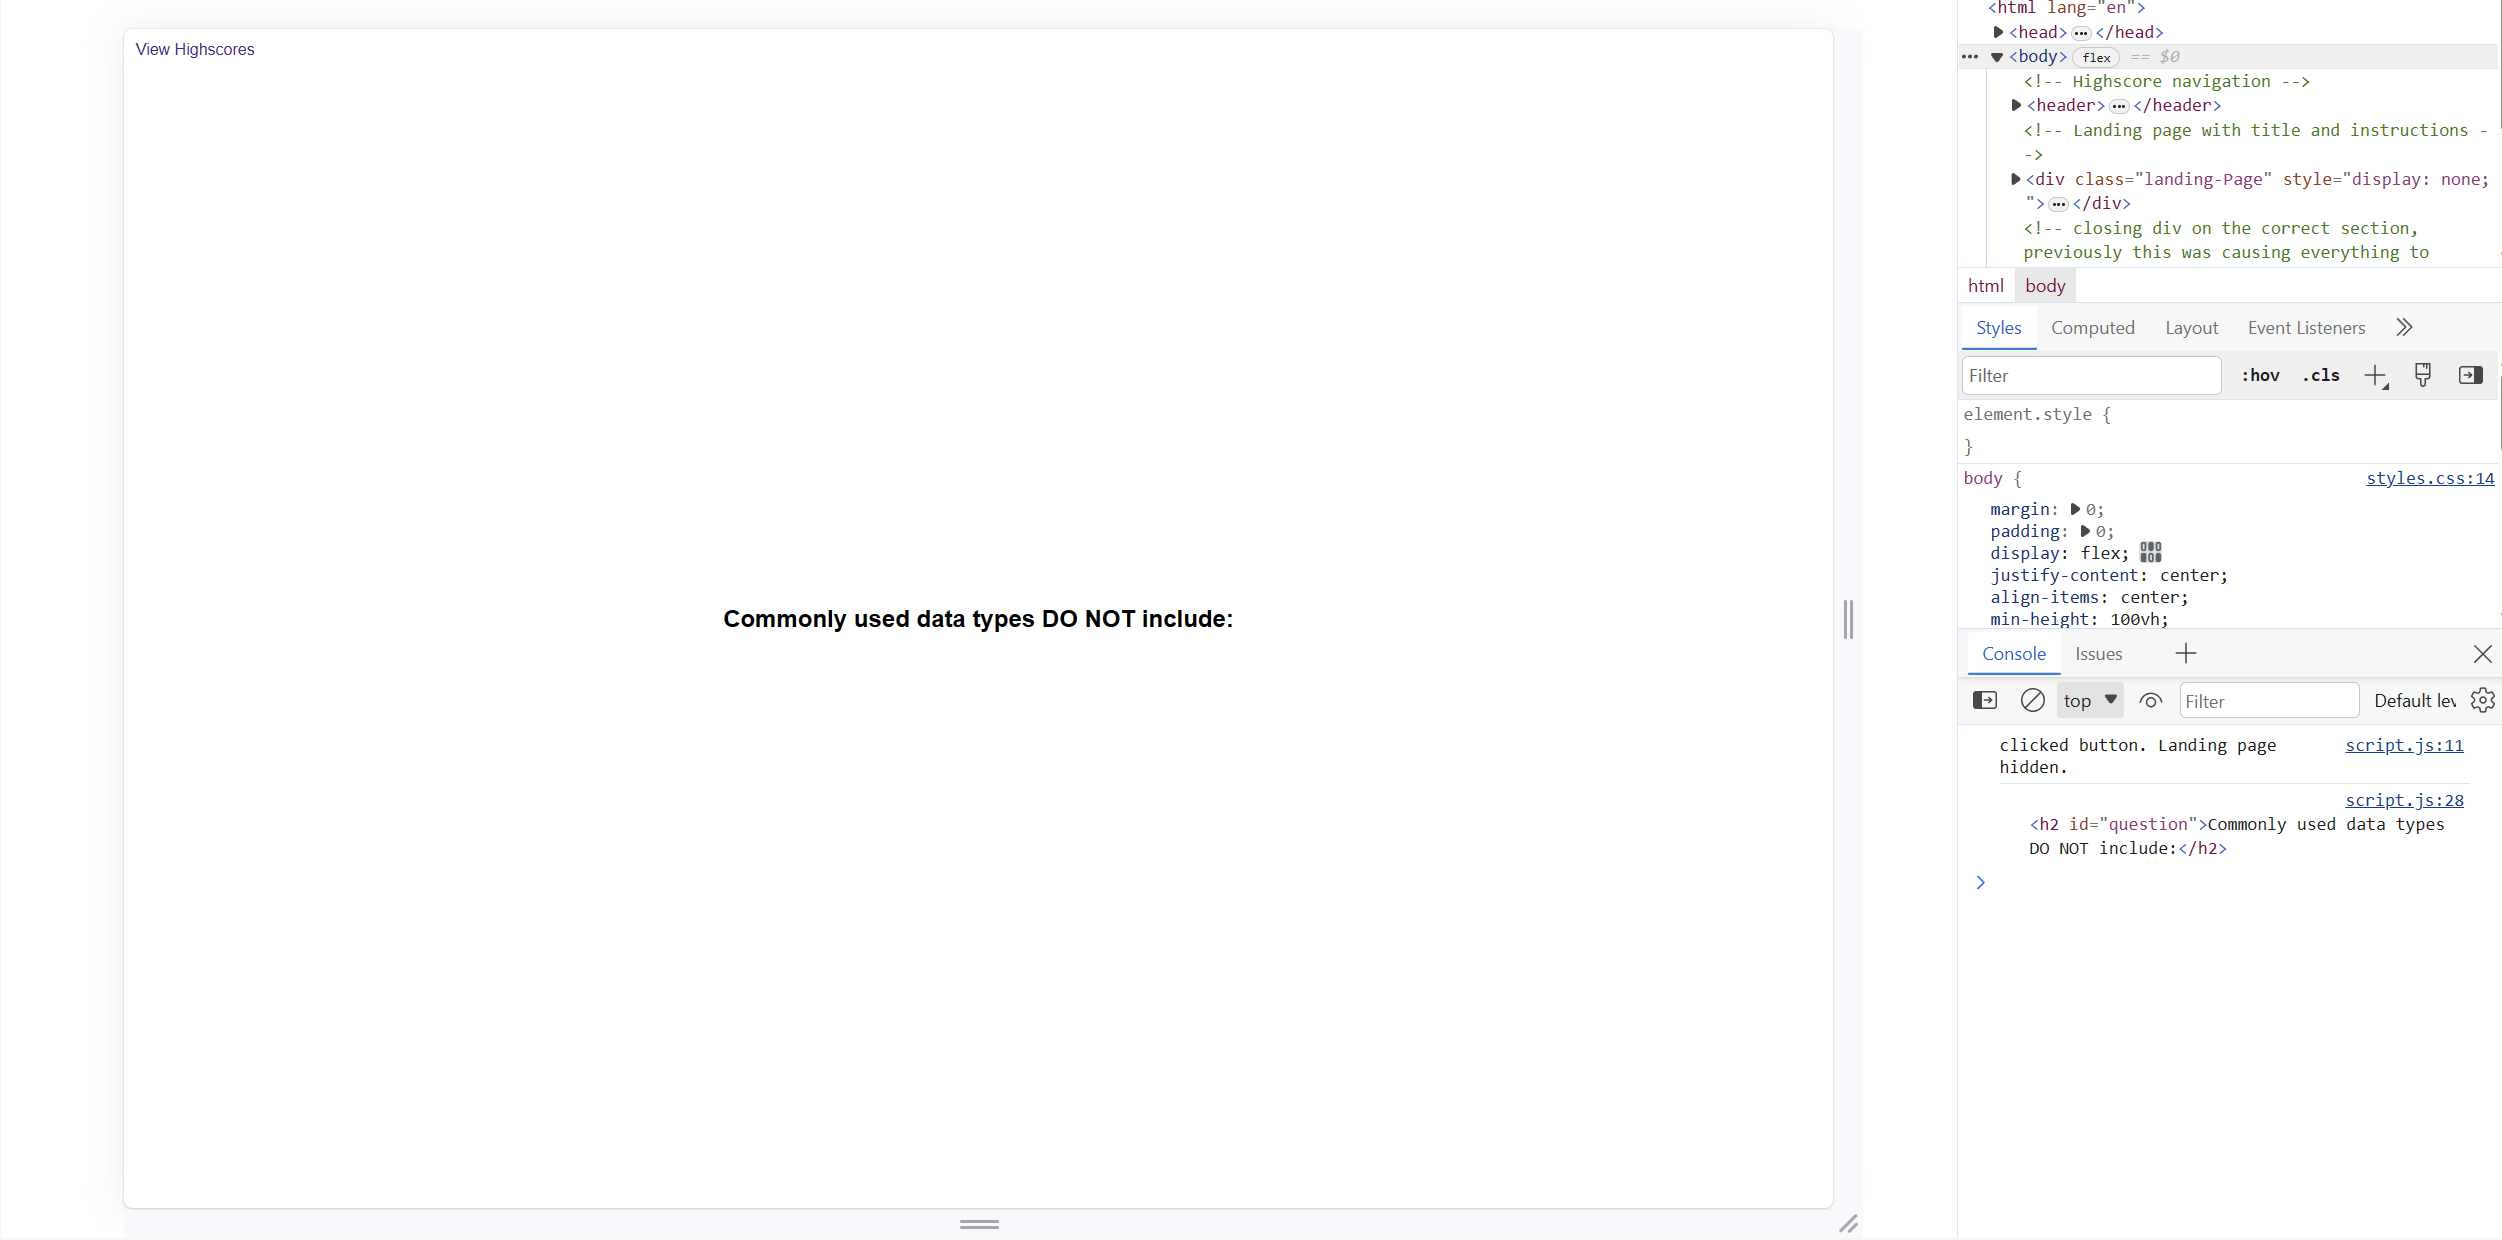 View Highscores
Commonly used data types DO NOT include:
<html lang="en">
<head> ··· </head>
··· <body> flex == $0
<!-- Highscore navigation -->
<header> ··· </header>
<!-- Landing page with title and instructions -
->
<div class="landing-Page" style="display: none;
"> ··· </div>
<!-- closing div on the correct section,
previously this was causing everything to
html body
Styles Computed Layout Event Listeners
Filter :hov .cls
element.style {
}
body { styles.css:14
margin: 0;
padding: 0;
display: flex;
justify-content: center;
align-items: center;
min-height: 100vh;
Console Issues
top Filter Default lev
clicked button. Landing page script.js:11
hidden.
script.js:28
<h2 id="question">Commonly used data types
DO NOT include:</h2>